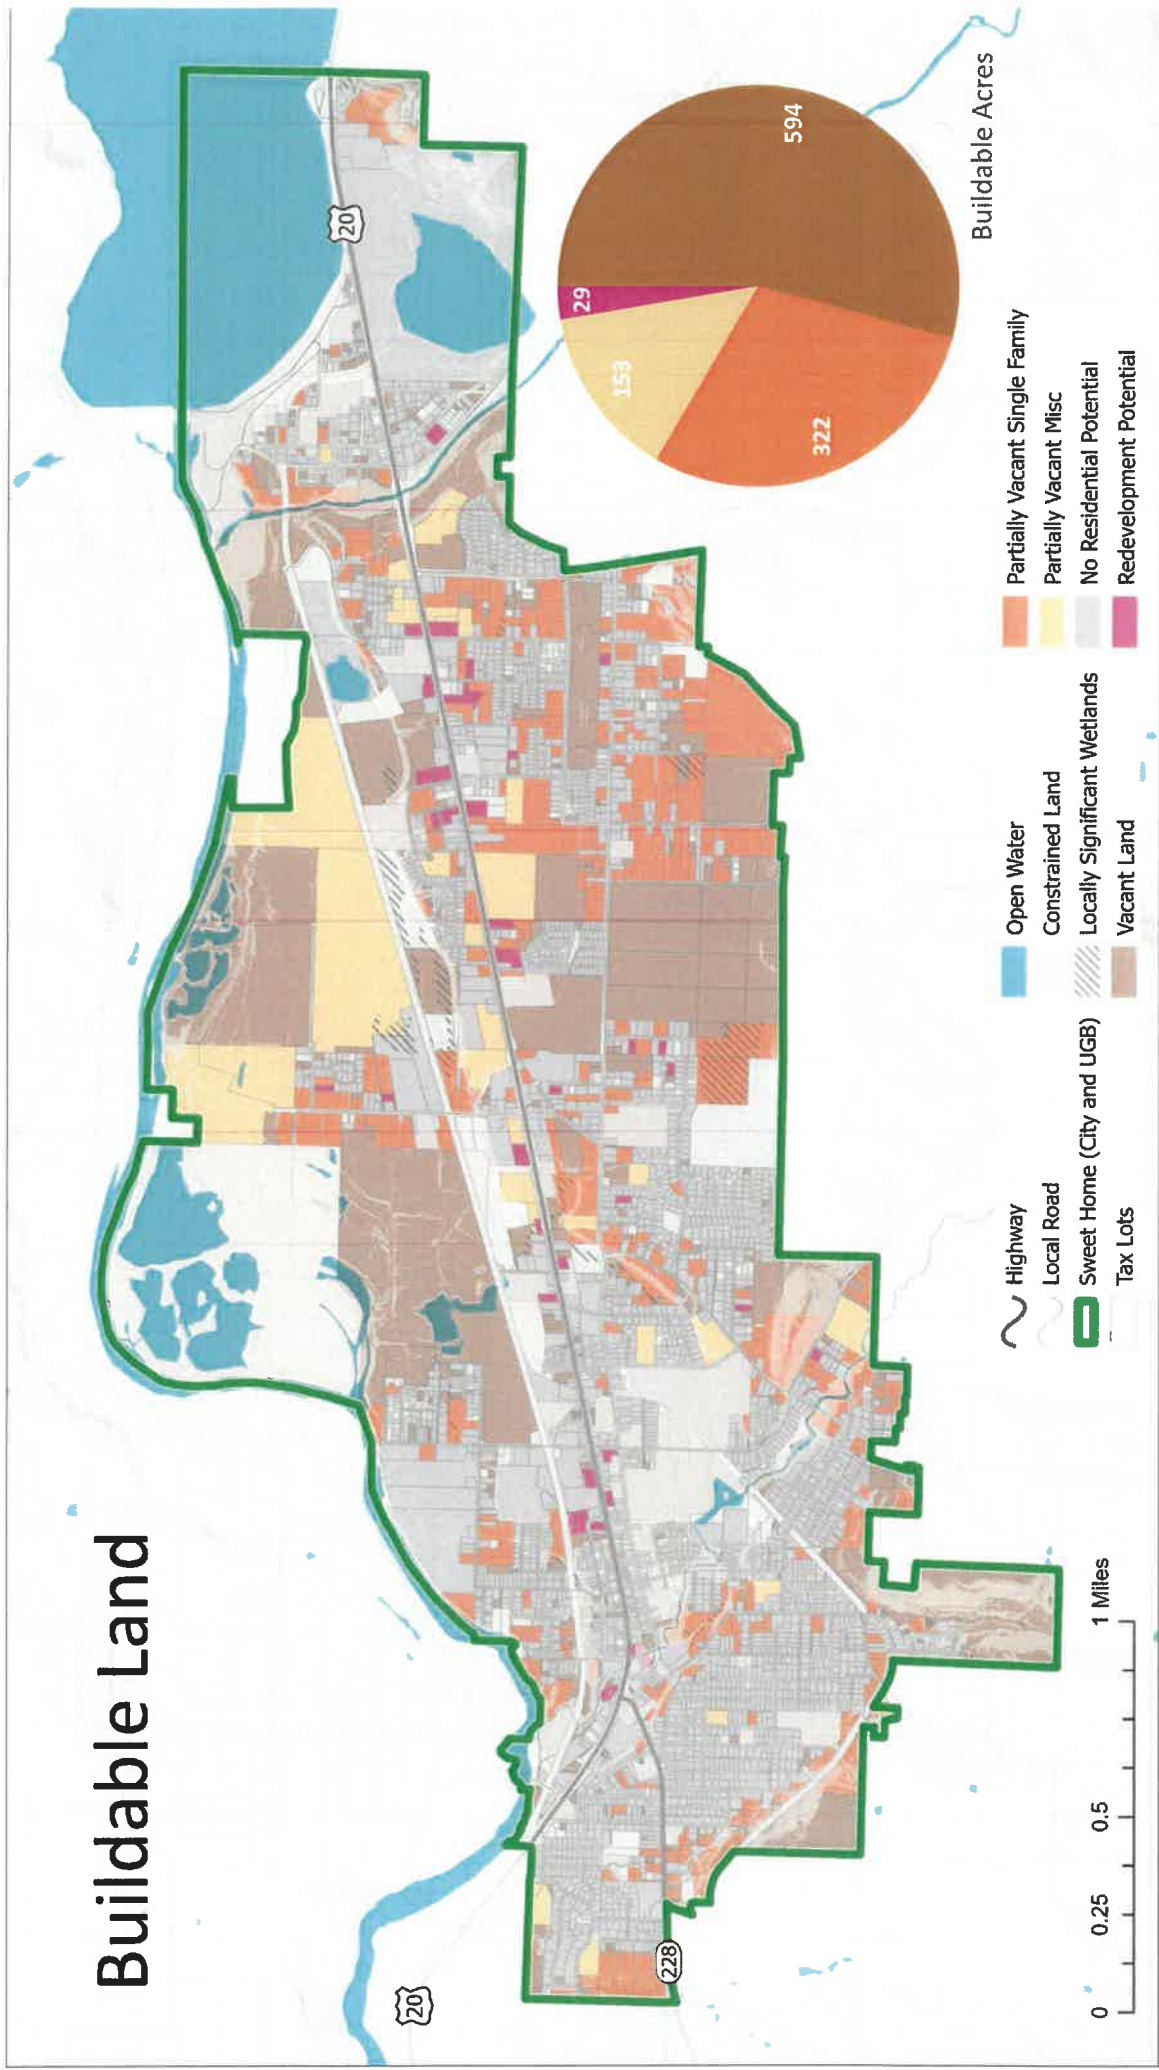 Buildable Land
20
228
20
29
153
594
322
Buildable Acres
Highway
Local Road
Sweet Home (City and UGB)
Tax Lots
Open Water
Constrained Land
Locally Significant Wetlands
Vacant Land
Partially Vacant Single Family
Partially Vacant Misc
No Residential Potential
Redevelopment Potential
0 0.25 0.5 1 Miles